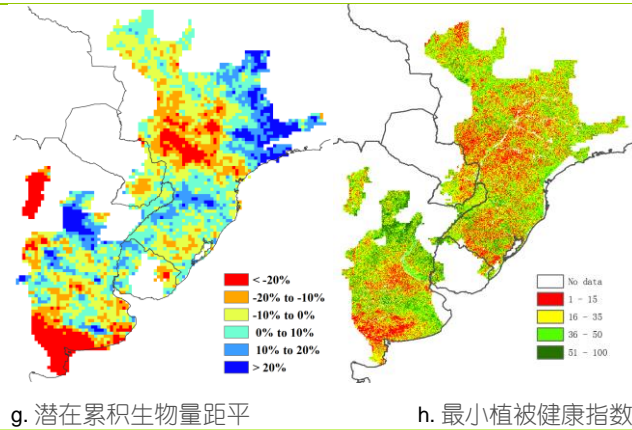 < -20%
-20% to -10%
-10% to 0%
0% to 10%
10% to 20%
> 20%
No data
1 - 15
16 - 35
36 - 50
51 - 100
g. 潜在累积生物量距平
h. 最小植被健康指数